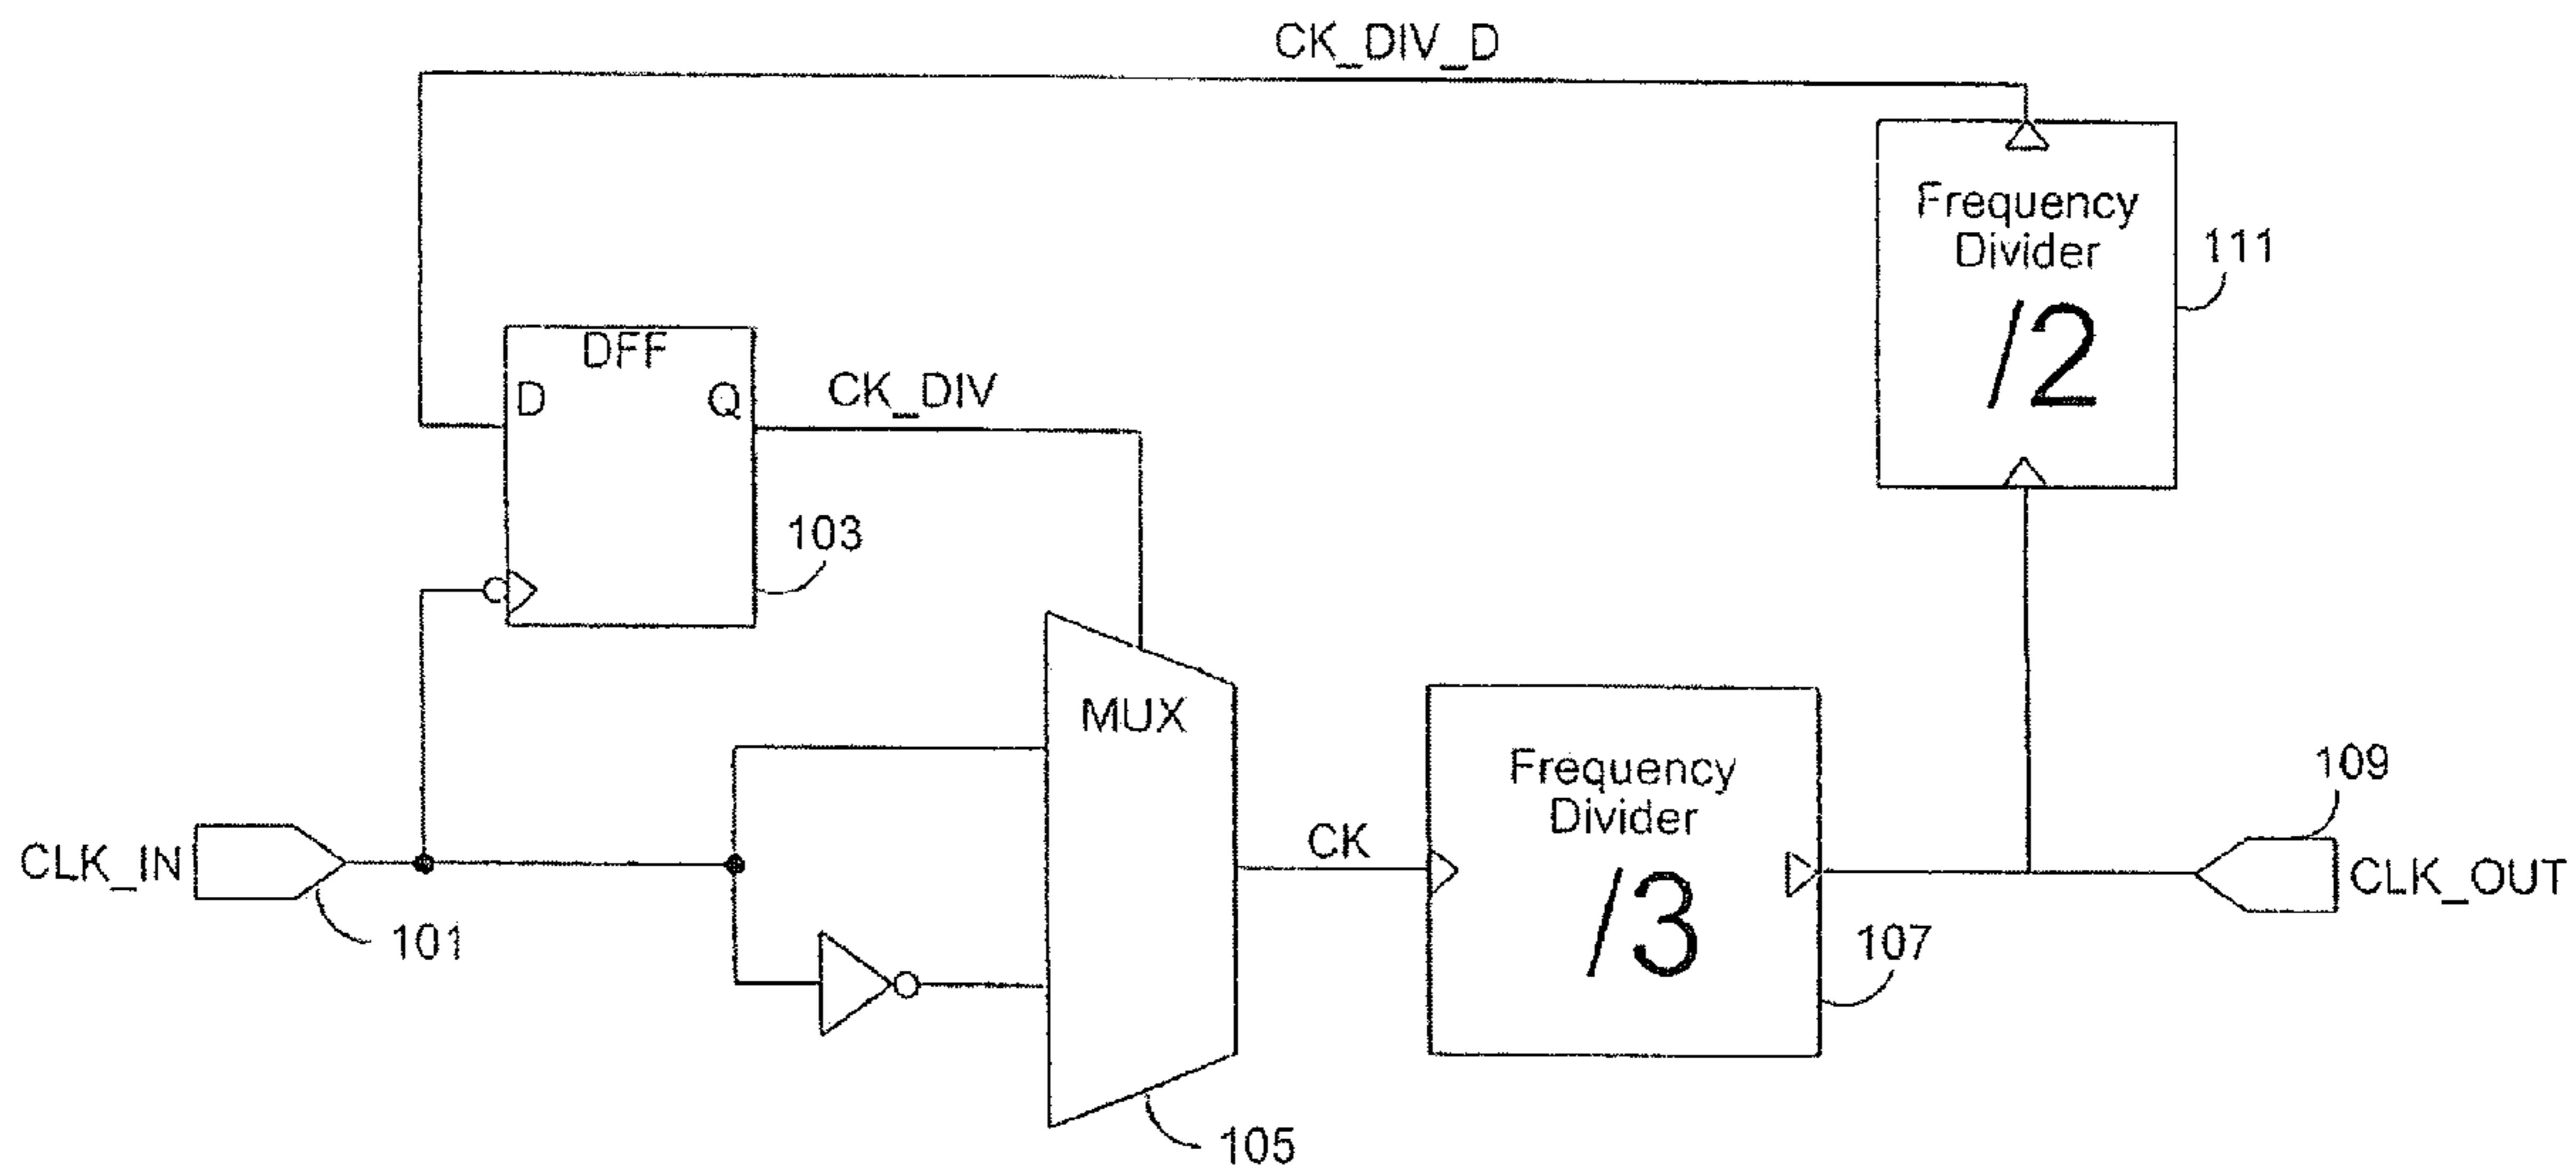 CK_DIV_D
Frequency
Divider
/2
111
DFF
D
Q
CK_DIV
103
MUX
Frequency
Divider
/3
109
CLK_IN
CK
CLK_OUT
101
107
105